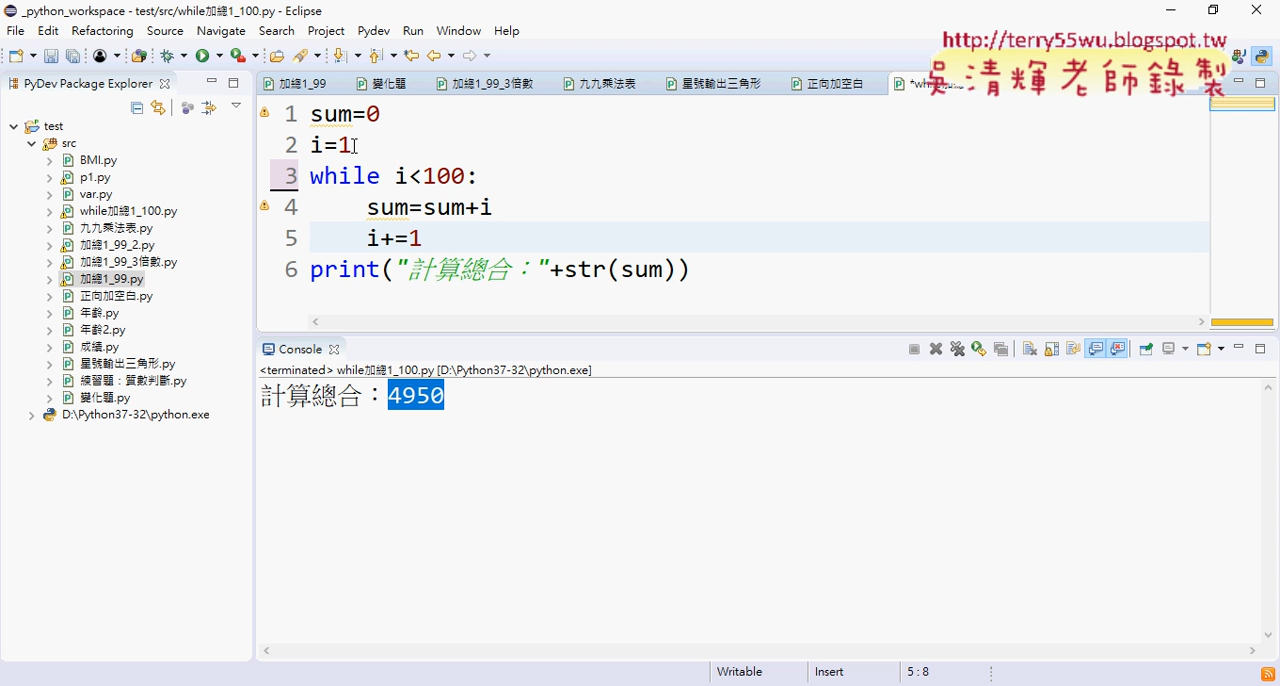 _python_workspace - test/src/while加總1_100.py - Eclipse
http://terry55wu.blogspot.tw
吳清輝老師錄製
File Edit Refactoring Source Navigate Search Project Pydev Run Window Help
PyDev Package Explorer
加總1_99 變化題 加總1_99_3倍數 九九乘法表 星號輸出三角形 正向加空白
test
src
BMI.py
p1.py
var.py
while加總1_100.py
九九乘法表.py
加總1_99_2.py
加總1_99_3倍數.py
加總1_99.py
正向加空白.py
年齡.py
年齡2.py
成績.py
星號輸出三角形.py
練習題：質數判斷.py
變化題.py
D:\Python37-32\python.exe
1 sum=0
2 i=1
3 while i<100:
4 sum=sum+i
5 i+=1
6 print("計算總合："+str(sum))
Console
<terminated> while加總1_100.py [D:\Python37-32\python.exe]
計算總合：4950
Writable Insert 5 : 8